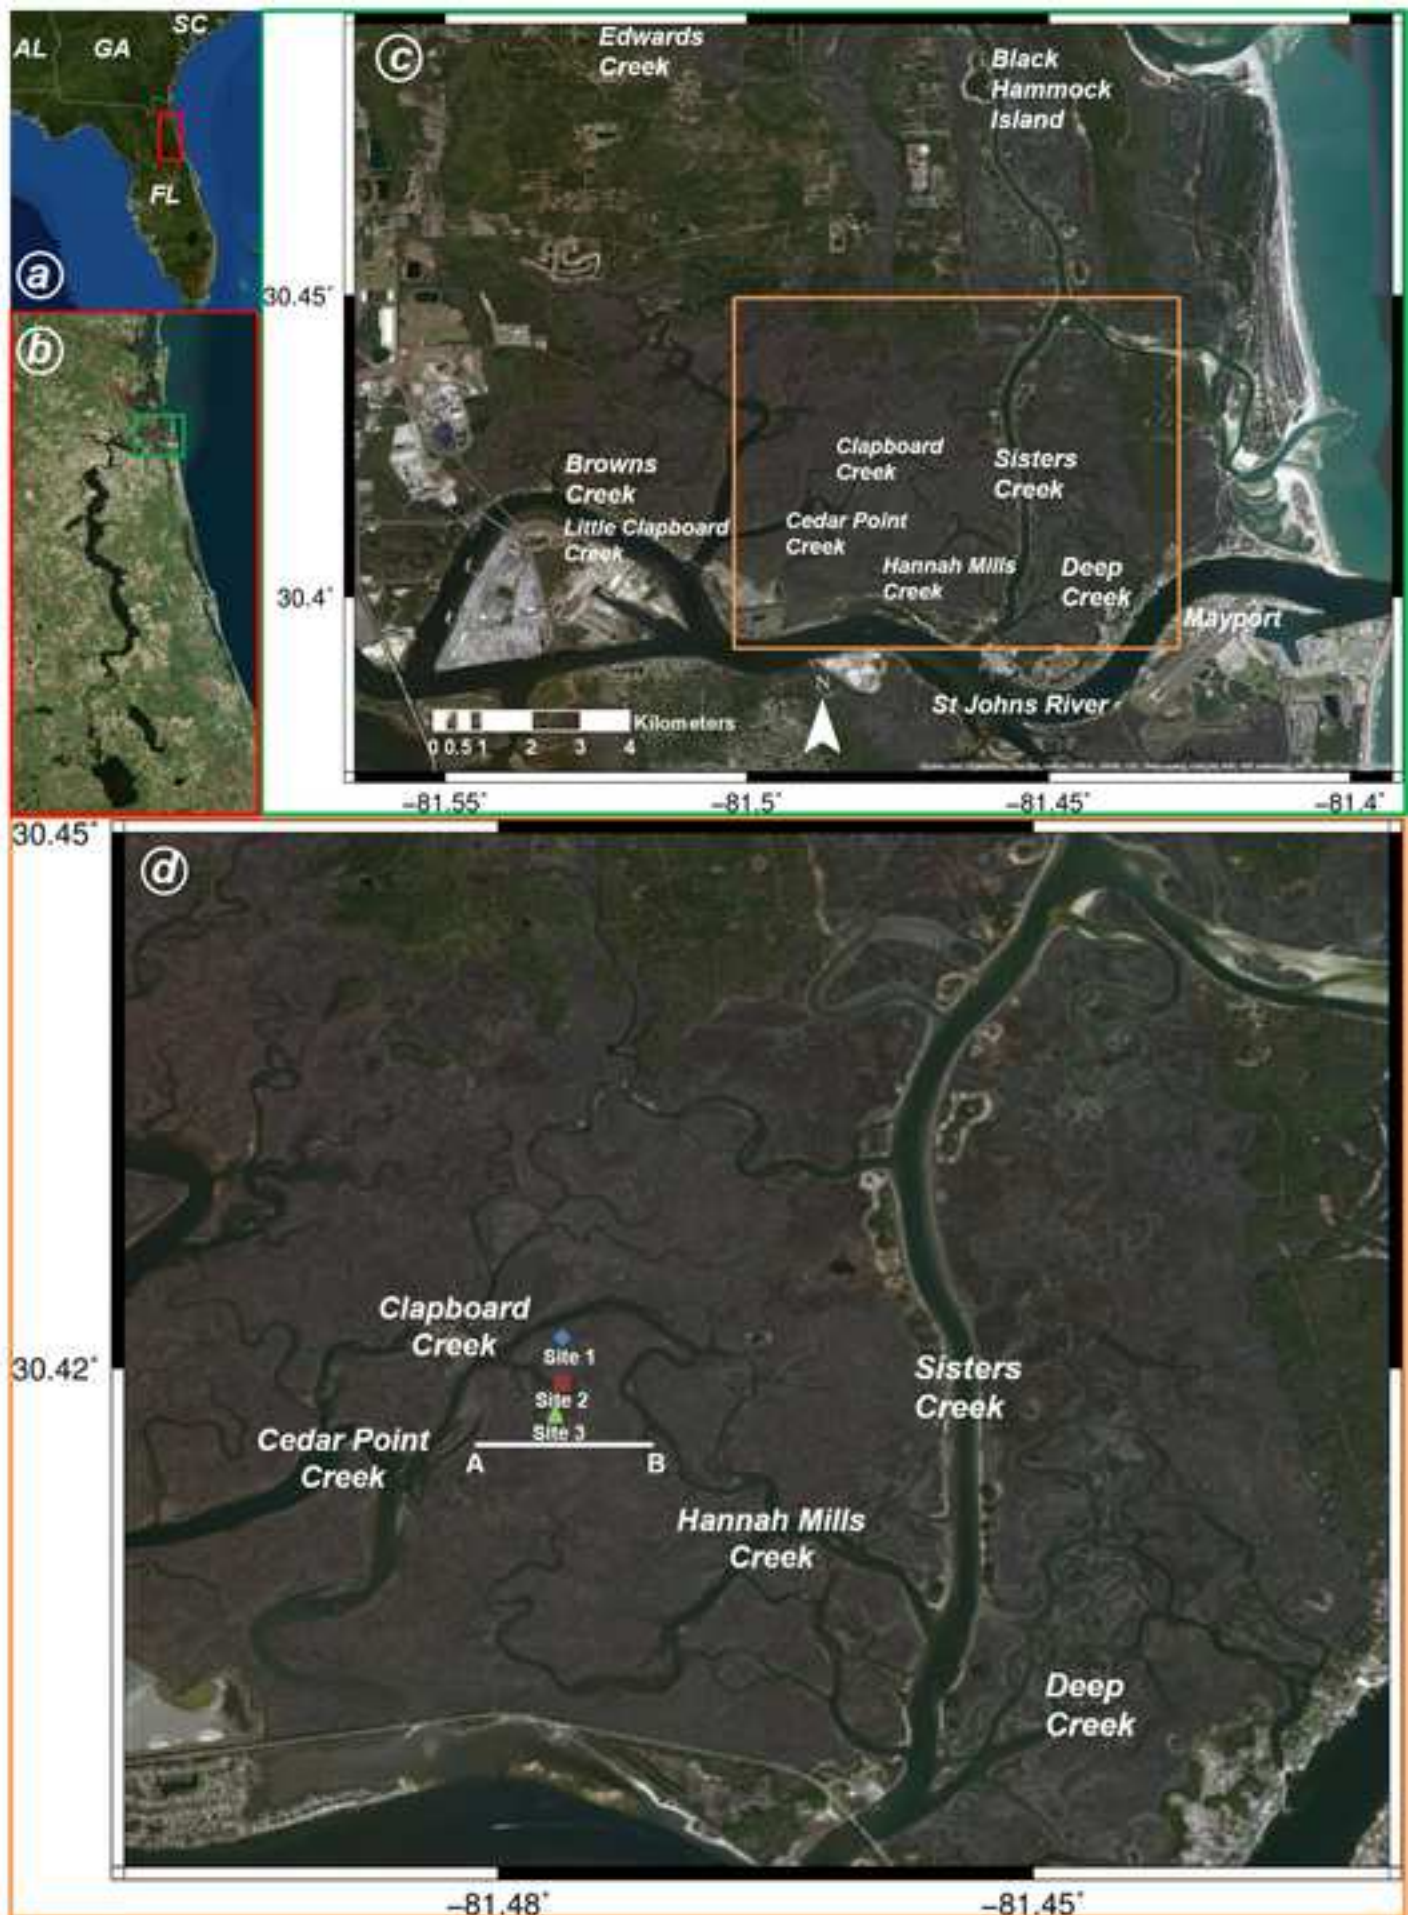 SC
AL
GA
FL
a
b
c
Edwards
Creek
Black
Hammock
Island
30.45°
Clapboard
Creek
Sisters
Creek
Browns
Creek
Little Clapboard
Creek
Cedar Point
Creek
Hannah Mills
Creek
Deep
Creek
30.4°
Mayport
St Johns River
N
Kilometers
0 0.5 1 2 3 4
−81.55°
−81.5°
−81.45°
−81.4°
30.45°
d
Clapboard
Creek
Site 1
30.42°
Sisters
Creek
Site 2
Site 3
Cedar Point
Creek
A
B
Hannah Mills
Creek
Deep
Creek
−81.48°
−81.45°